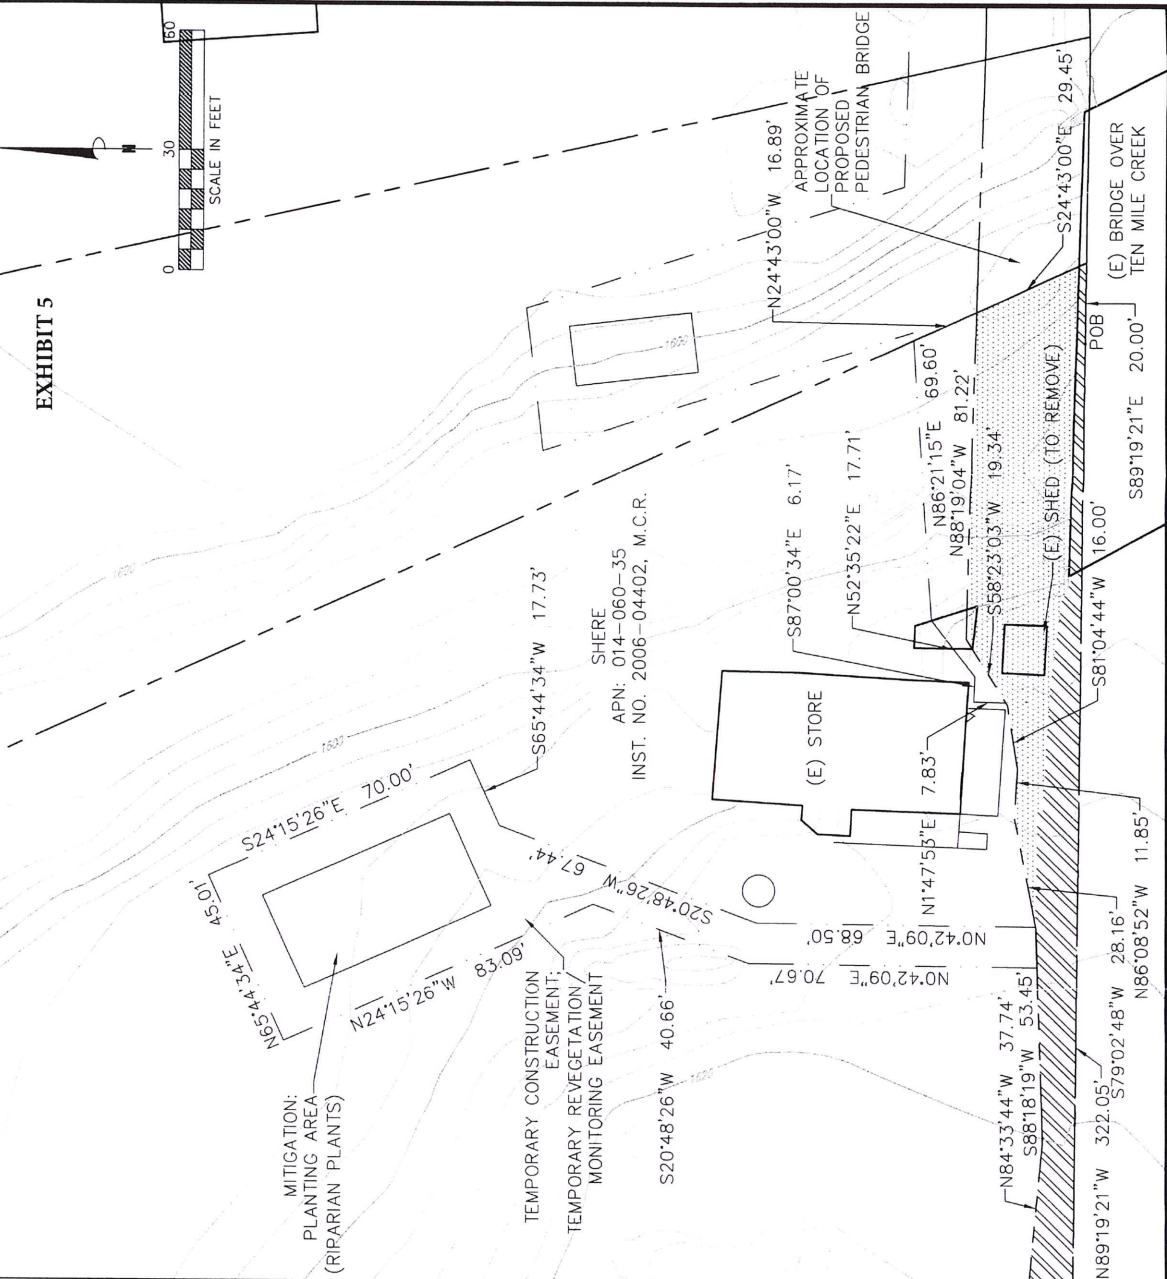 EXHIBIT 5
0 30 60
SCALE IN FEET
N
APPROXIMATE
LOCATION OF
PROPOSED
PEDESTRIAN BRIDGE
N24°43'00"W 16.89'
S24°43'00"E 29.45'
(E) BRIDGE OVER
TEN MILE CREEK
POB
S89°19'21"E 20.00'
N86°21'15"E 69.60'
N88°19'04"W 81.22'
S58°23'03"W 19.34'
(E) SHED (TO REMOVE)
S87°00'34"E 6.17'
N52°35'22"E 17.71'
S81°04'44"W 16.00'
1600
1600
1600
1620
SHERE
APN: 014-060-35
INST. NO. 2006-04402, M.C.R.
(E) STORE
N1°47'53"E 7.83'
S65°44'34"W 17.73'
S24°15'26"E 70.00'
N65°44'34"E 45.01'
N24°15'26"W 83.09'
S20°48'26"W 67.44'
N0°42'09"E 68.50'
N0°42'09"E 70.67'
MITIGATION:
PLANTING AREA
(RIPARIAN PLANTS)
TEMPORARY CONSTRUCTION
EASEMENT;
TEMPORARY REVEGETATION
MONITORING EASEMENT
S20°48'26"W 40.66'
N84°33'44"W 37.74'
S88°18'19"W 53.45'
N89°19'21"W 322.05'
S79°02'48"W 28.16'
N86°08'52"W 11.85'